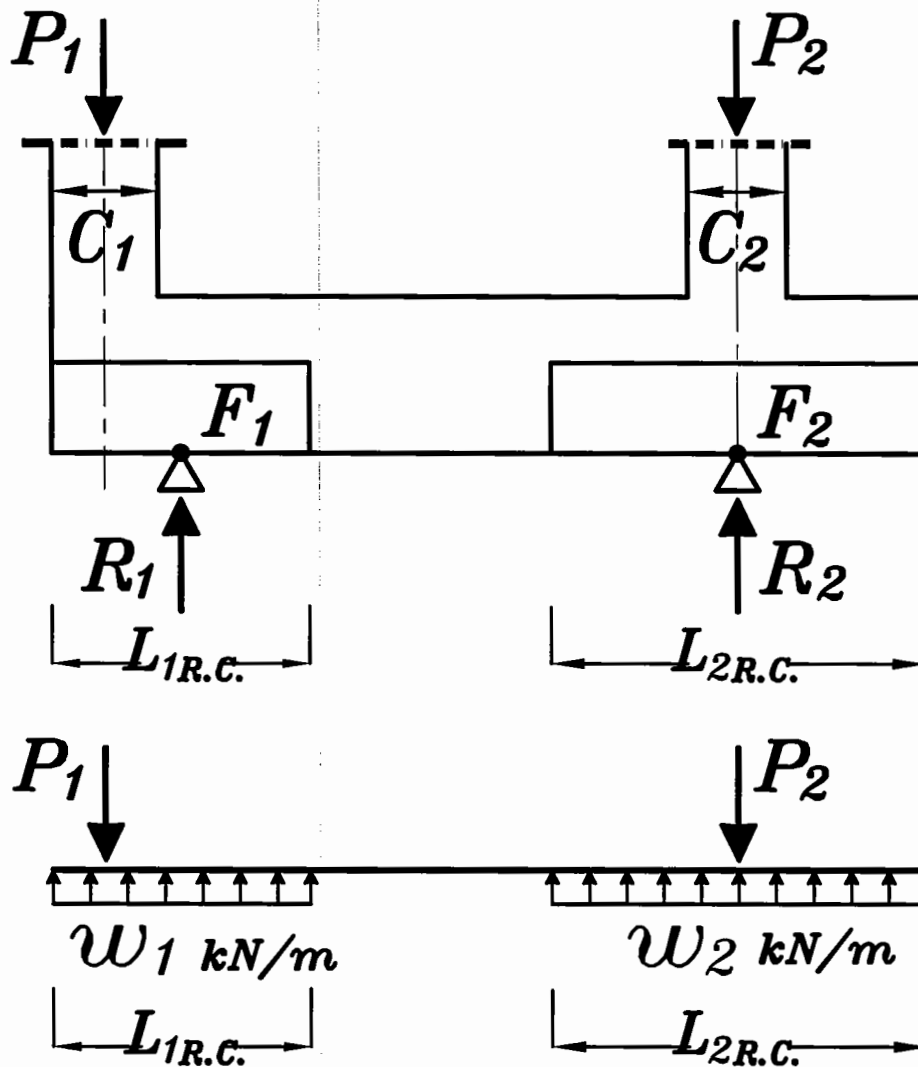 P1 P2
C1 C2
F1 F2
R1 R2
L1R.C. L2R.C.
P1 P2
w1 kN/m w2 kN/m
L1R.C. L2R.C.